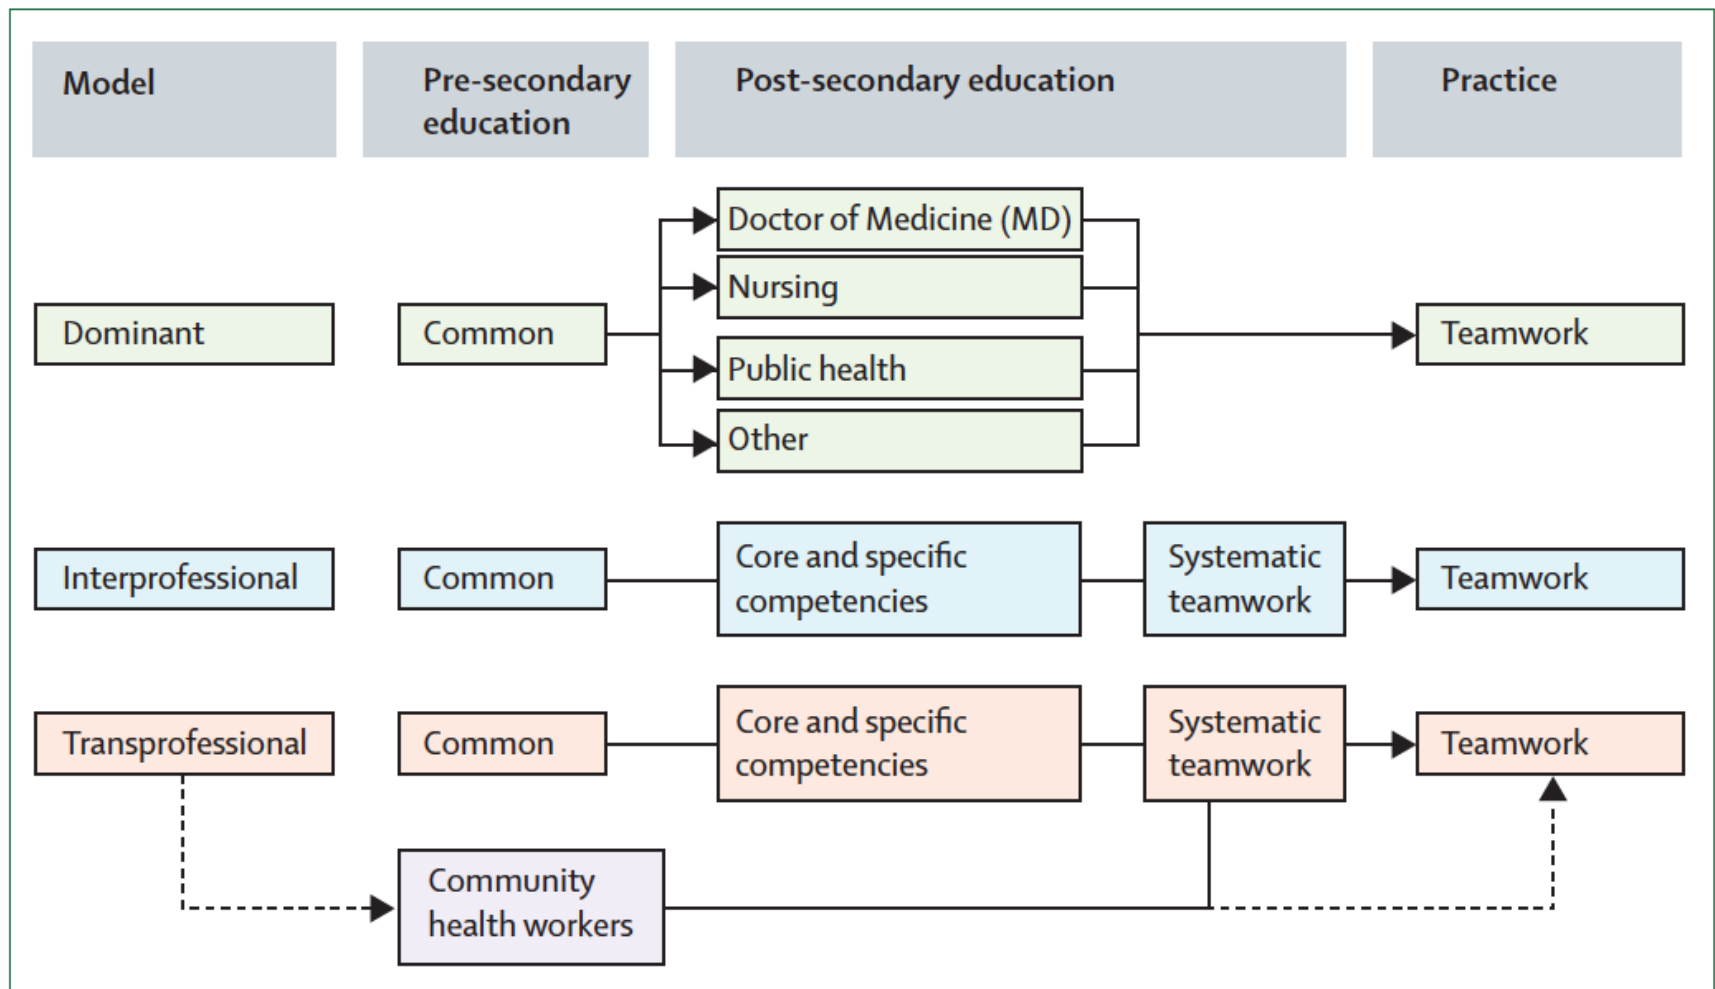 Model
Pre-secondary
education
Post-secondary education
Practice
Doctor of Medicine (MD)
Nursing
Dominant
Common
Teamwork
Public health
Other
Interprofessional
Common
Core and specific
competencies
Systematic
teamwork
Teamwork
Transprofessional
Common
Core and specific
competencies
Systematic
teamwork
Teamwork
Community
health workers